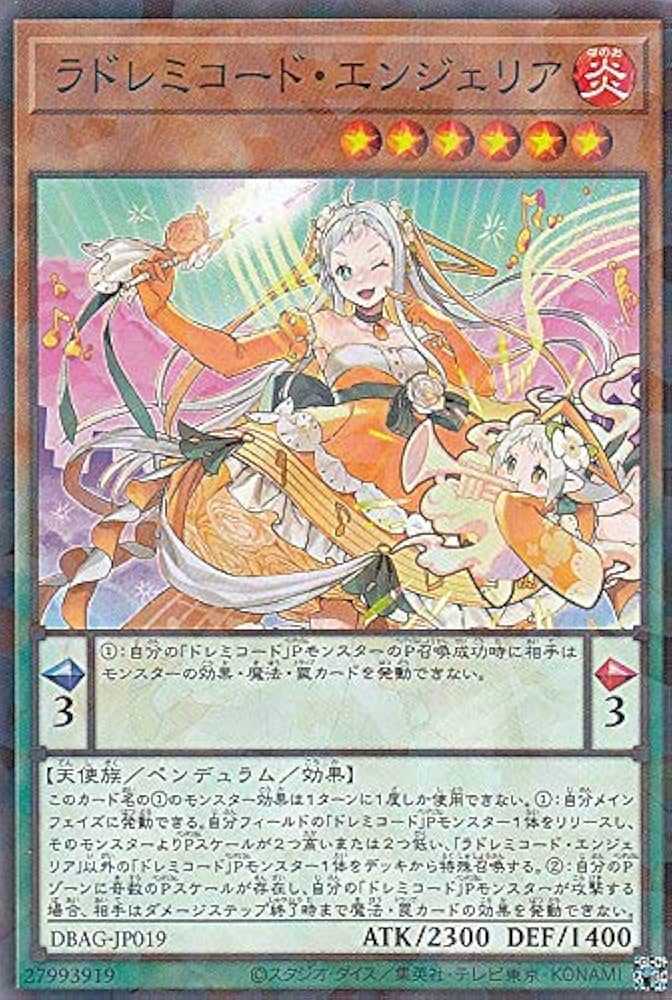 ラドレミコード・エンジェリア 炎
3
①:自分の「ドレミコード」PモンスターのP召喚成功時に相手は
モンスターの効果・魔法・罠カードを発動できない。
3
【天使族/ペンデュラム/効果】
このカード名の①のモンスター効果は1ターンに1度しか使用できない。①:自分メイン
フェイズに発動できる。自分フィールドの「ドレミコード」Pモンスター1体をリリースし、
そのモンスターよりPスケールが2つ高いまたは2つ低い、「ラドレミコード・エンジェ
リア」以外の「ドレミコード」Pモンスター1体をデッキから特殊召喚する。②:自分のP
ゾーンに奇数のPスケールが存在し、自分の「ドレミコード」Pモンスターが攻撃する
場合、相手はダメージステップ終了時まで魔法・罠カードの効果を発動できない。
DBAG-JP019 ATK/2300 DEF/1400
27993919 ©スタジオ・ダイス/集英社・テレビ東京・KONAMI